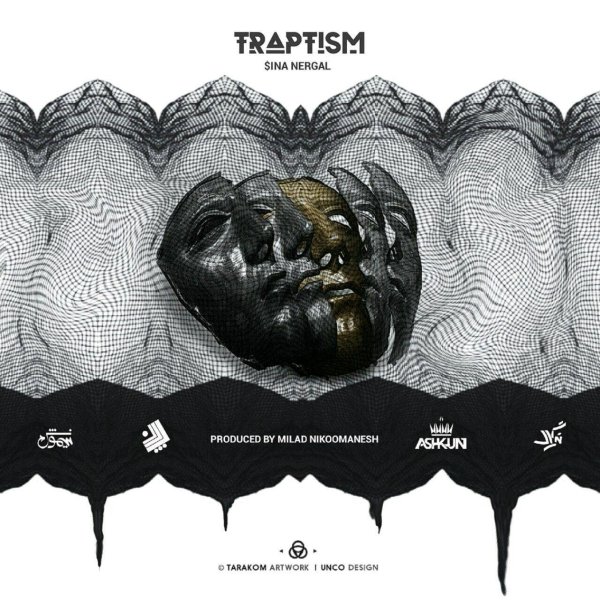 TRAPTISM
$INA NERGAL
PRODUCED BY MILAD NIKOOMANESH
ASHKUN
© TARAKOM ARTWORK | UNCO DESIGN